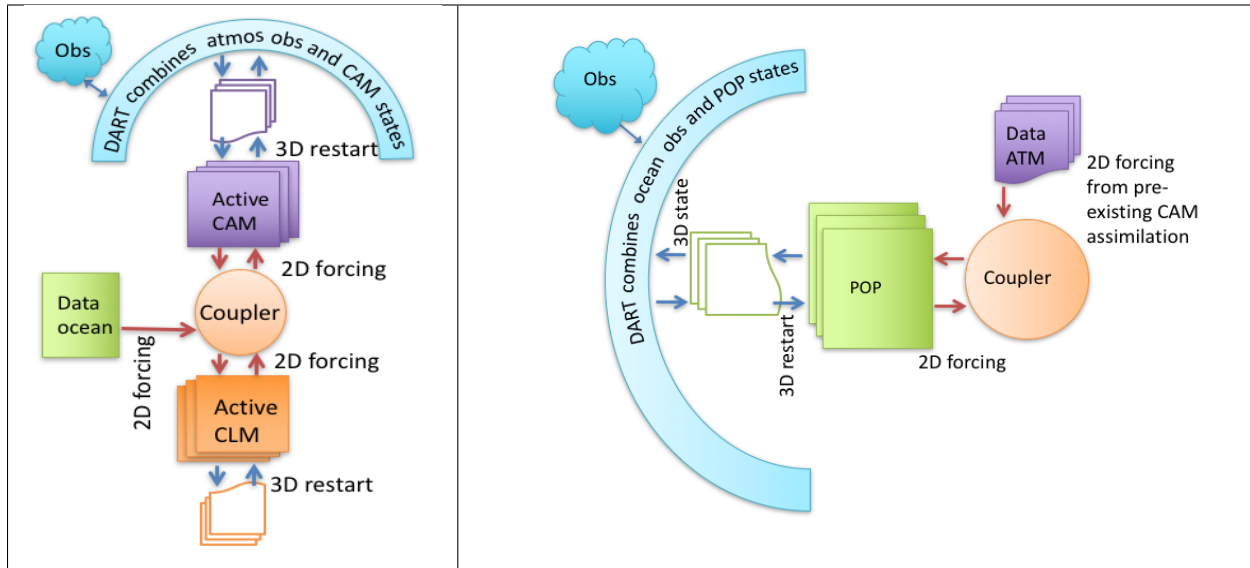 Obs
DART combines atmos obs and CAM states
3D restart
Active
CAM
2D forcing
Data
ocean
Coupler
2D forcing
2D forcing
Active
CLM
3D restart
Obs
DART combines ocean obs and POP states
3D state
3D restart
POP
2D forcing
Data
ATM
2D forcing
from pre-
existing CAM
assimilation
Coupler